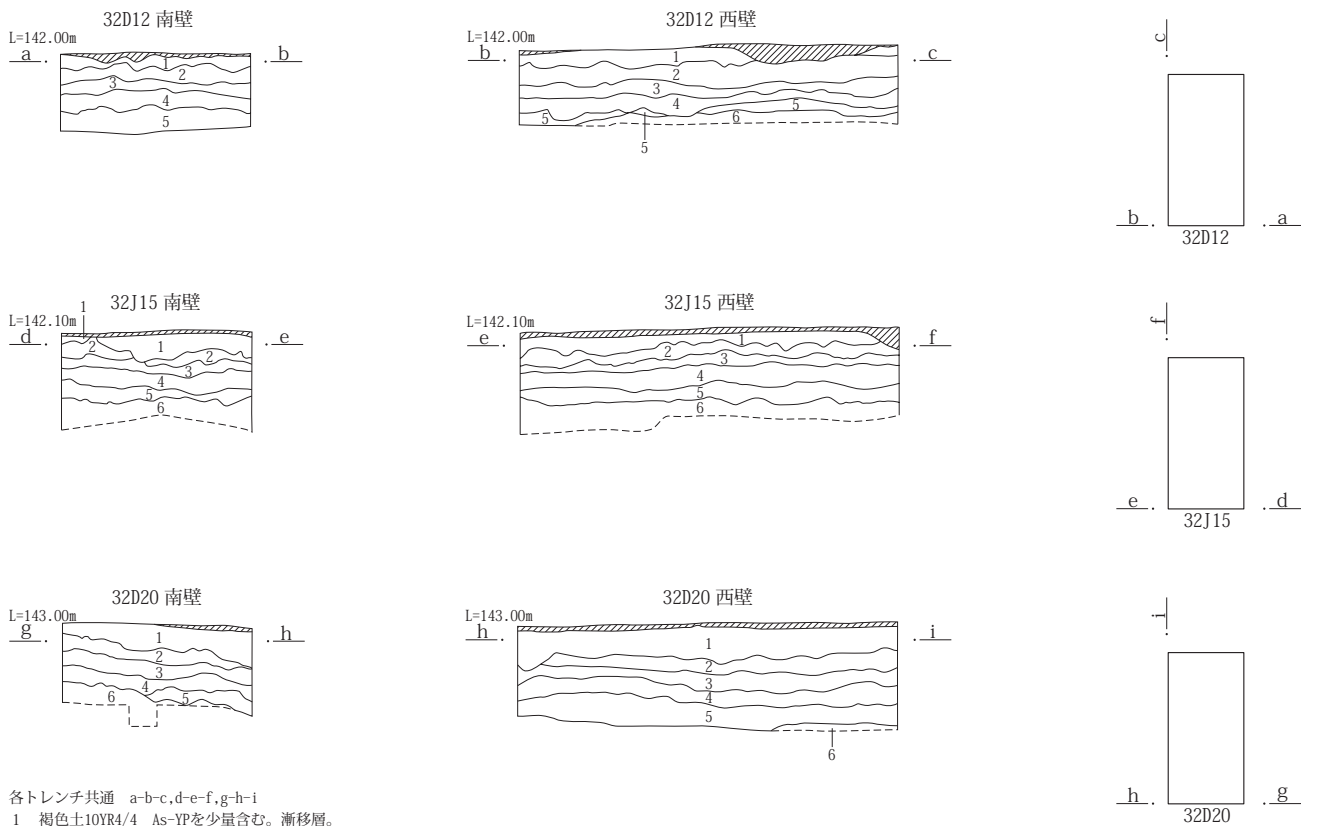 32D12 南壁
L=142.00m
a
b
1
2
3
4
5
32D12 西壁
b
c
1
2
3
4
5
5
6
5
c
b
a
32D12
32J15 南壁
1
L=142.10m
d
e
2
1
2
3
4
5
6
32J15 西壁
L=142.10m
e
f
1
2
3
4
5
6
f
e
d
32J15
32D20 南壁
L=143.00m
g
h
1
2
3
4
5
6
32D20 西壁
L=143.00m
h
i
1
2
3
4
5
6
i
h
g
32D20
各トレンチ共通　a-b-c,d-e-f,g-h-i
1　褐色土10YR4/4　As-YPを少量含む。漸移層。